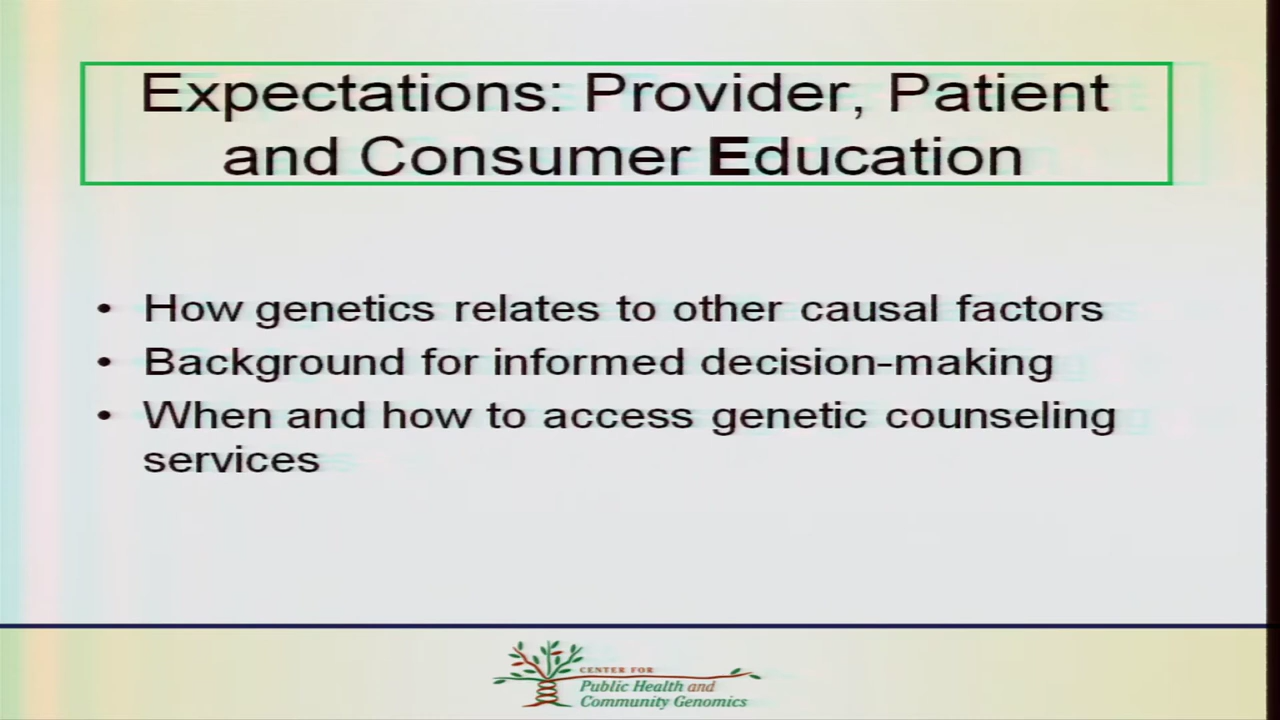 Expectations: Provider, Patient
and Consumer Education
• How genetics relates to other causal factors
• Background for informed decision-making
• When and how to access genetic counseling
services
CENTER FOR
Public Health and
Community Genomics